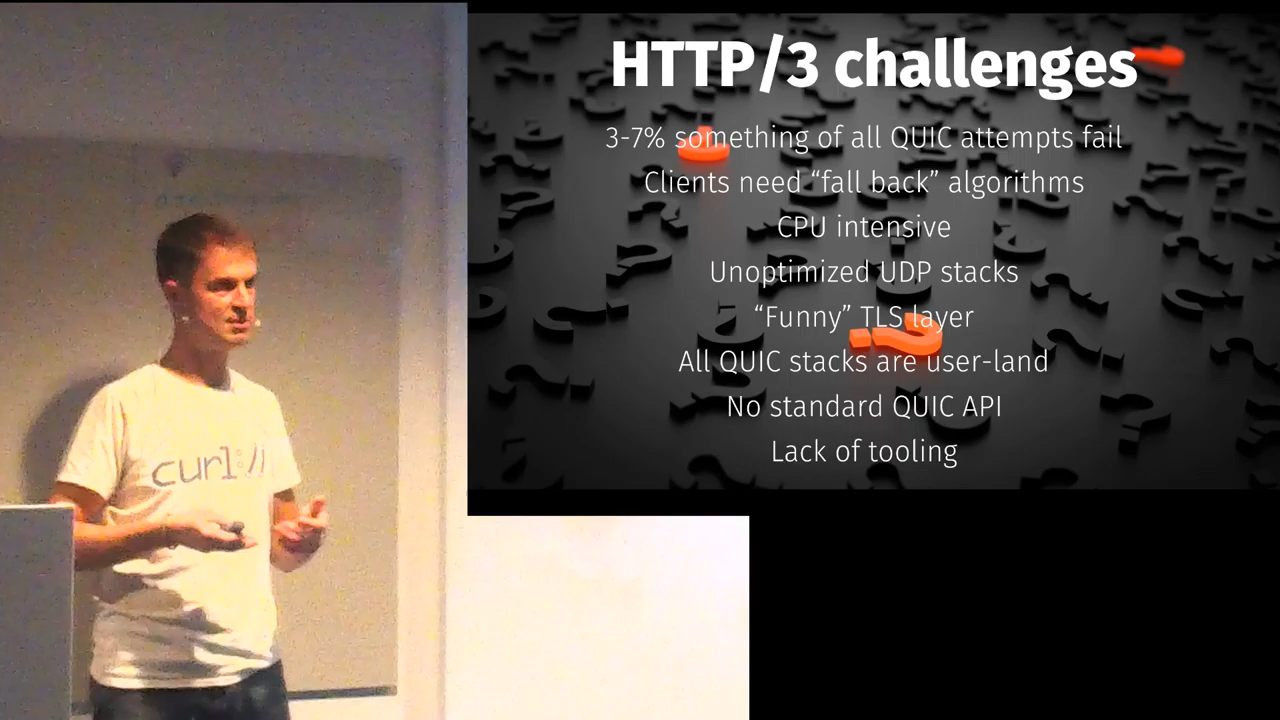 HTTP/3 challenges
3-7% something of all QUIC attempts fail
Clients need “fall back” algorithms
CPU intensive
Unoptimized UDP stacks
“Funny” TLS layer
All QUIC stacks are user-land
No standard QUIC API
Lack of tooling
curl://